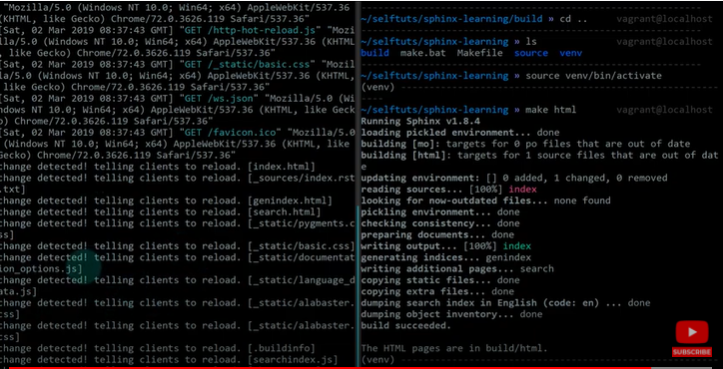 " "Mozilla/5.0 (Windows NT 10.0; Win64; x64) AppleWebKit/537.36
(KHTML, like Gecko) Chrome/72.0.3626.119 Safari/537.36"
[Sat, 02 Mar 2019 08:37:43 GMT] "GET /http-hot-reload.js" "Mozi
lla/5.0 (Windows NT 10.0; Win64; x64) AppleWebKit/537.36 (KHTML
, like Gecko) Chrome/72.0.3626.119 Safari/537.36"
[Sat, 02 Mar 2019 08:37:43 GMT] "GET /_static/basic.css" "Mozil
la/5.0 (Windows NT 10.0; Win64; x64) AppleWebKit/537.36 (KHTML,
like Gecko) Chrome/72.0.3626.119 Safari/537.36"
[Sat, 02 Mar 2019 08:37:43 GMT] "GET /ws.json" "Mozilla/5.0 (Wi
ndows NT 10.0; Win64; x64) AppleWebKit/537.36 (KHTML, like Geck
o) Chrome/72.0.3626.119 Safari/537.36"
[Sat, 02 Mar 2019 08:37:43 GMT] "GET /favicon.ico" "Mozilla/5.0
(Windows NT 10.0; Win64; x64) AppleWebKit/537.36 (KHTML, like
Gecko) Chrome/72.0.3626.119 Safari/537.36"
change detected! telling clients to reload. [index.html]
change detected! telling clients to reload. [_sources/index.rst
.txt]
change detected! telling clients to reload. [genindex.html]
change detected! telling clients to reload. [search.html]
change detected! telling clients to reload. [_static/pygments.c
ss]
change detected! telling clients to reload. [_static/basic.css]
change detected! telling clients to reload. [_static/documentat
ion_options.js]
change detected! telling clients to reload. [_static/language_d
ata.js]
change detected! telling clients to reload. [_static/alabaster.
css]
change detected! telling clients to reload. [_static/alabaster.
css]
change detected! telling clients to reload. [.buildinfo]
change detected! telling clients to reload. [searchindex.js]
~/selftuts/sphinx-learning/build » cd .. vagrant@localhost
~/selftuts/sphinx-learning » ls vagrant@localhost
build make.bat Makefile source venv
~/selftuts/sphinx-learning » source venv/bin/activate
(venv)
~/selftuts/sphinx-learning » make html vagrant@localhost
Running Sphinx v1.8.4
loading pickled environment... done
building [mo]: targets for 0 po files that are out of date
building [html]: targets for 1 source files that are out of dat
e
updating environment: [] 0 added, 1 changed, 0 removed
reading sources... [100%] index
looking for now-outdated files... none found
pickling environment... done
checking consistency... done
preparing documents... done
writing output... [100%] index
generating indices... genindex
writing additional pages... search
copying static files... done
copying extra files... done
dumping search index in English (code: en) ... done
dumping object inventory... done
build succeeded.
The HTML pages are in build/html.
(venv)
SUBSCRIBE